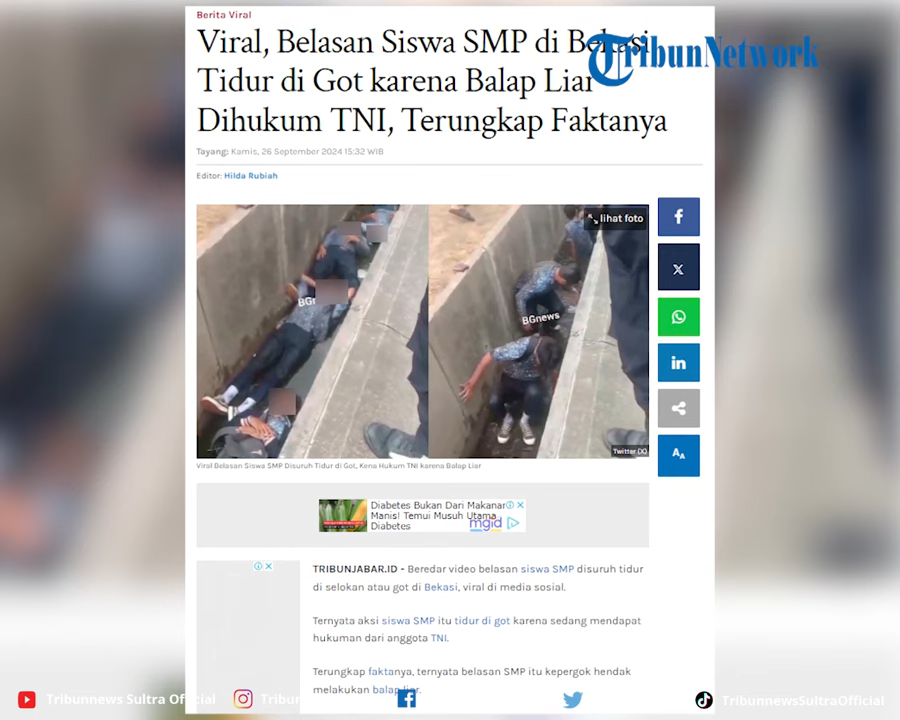 Berita Viral
Viral, Belasan Siswa SMP di Bekasi
TribunNetwork
Tidur di Got karena Balap Liar
Dihukum TNI, Terungkap Faktanya
Tayang: Kamis, 26 September 2024 15:32 WIB
Editor: Hilda Rubiah
lihat foto
BGnews
Twitter (X)
Viral Belasan Siswa SMP Disuruh Tidur di Got, Kena Hukum TNI karena Balap Liar
Diabetes Bukan Dari Makanan
Manis! Temui Musuh Utama
Diabetes
mgid
TRIBUNJABAR.ID - Beredar video belasan siswa SMP disuruh tidur
di selokan atau got di Bekasi, viral di media sosial.
Ternyata aksi siswa SMP itu tidur di got karena sedang mendapat
hukuman dari anggota TNI.
Terungkap faktanya, ternyata belasan SMP itu kepergok hendak
melakukan balap liar.
Tribunnews Sultra Official
TribunnewsSultraOfficial